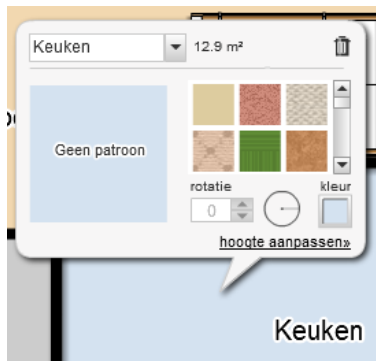 Keuken
12.9 m²
Geen patroon
rotatie
kleur
0
hoogte aanpassen»
Keuken